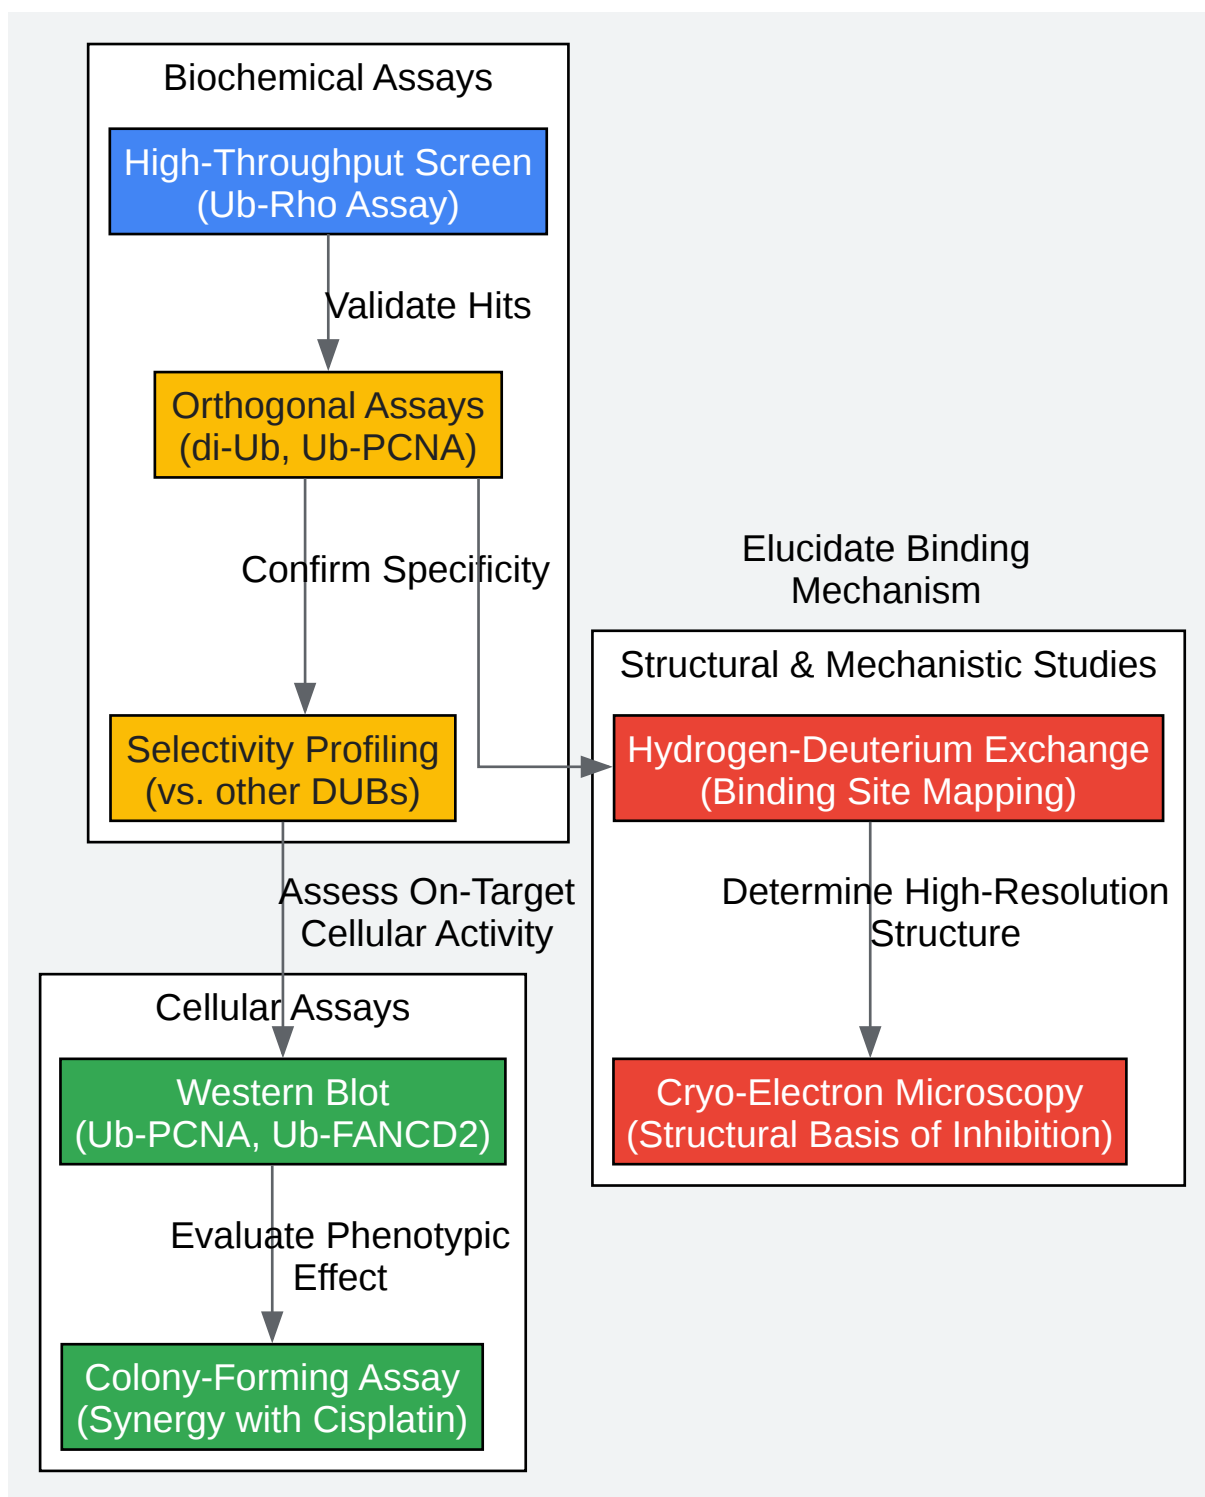 Biochemical Assays
High-Throughput Screen
(Ub-Rho Assay)
Validate Hits
Orthogonal Assays
(di-Ub, Ub-PCNA)
Confirm Specificity
Elucidate Binding
Mechanism
Structural & Mechanistic Studies
Selectivity Profiling
(vs. other DUBs)
Hydrogen-Deuterium Exchange
(Binding Site Mapping)
Assess On-Target
Cellular Activity
Determine High-Resolution
Structure
Cellular Assays
Western Blot
(Ub-PCNA, Ub-FANCD2)
Cryo-Electron Microscopy
(Structural Basis of Inhibition)
Evaluate Phenotypic
Effect
Colony-Forming Assay
(Synergy with Cisplatin)